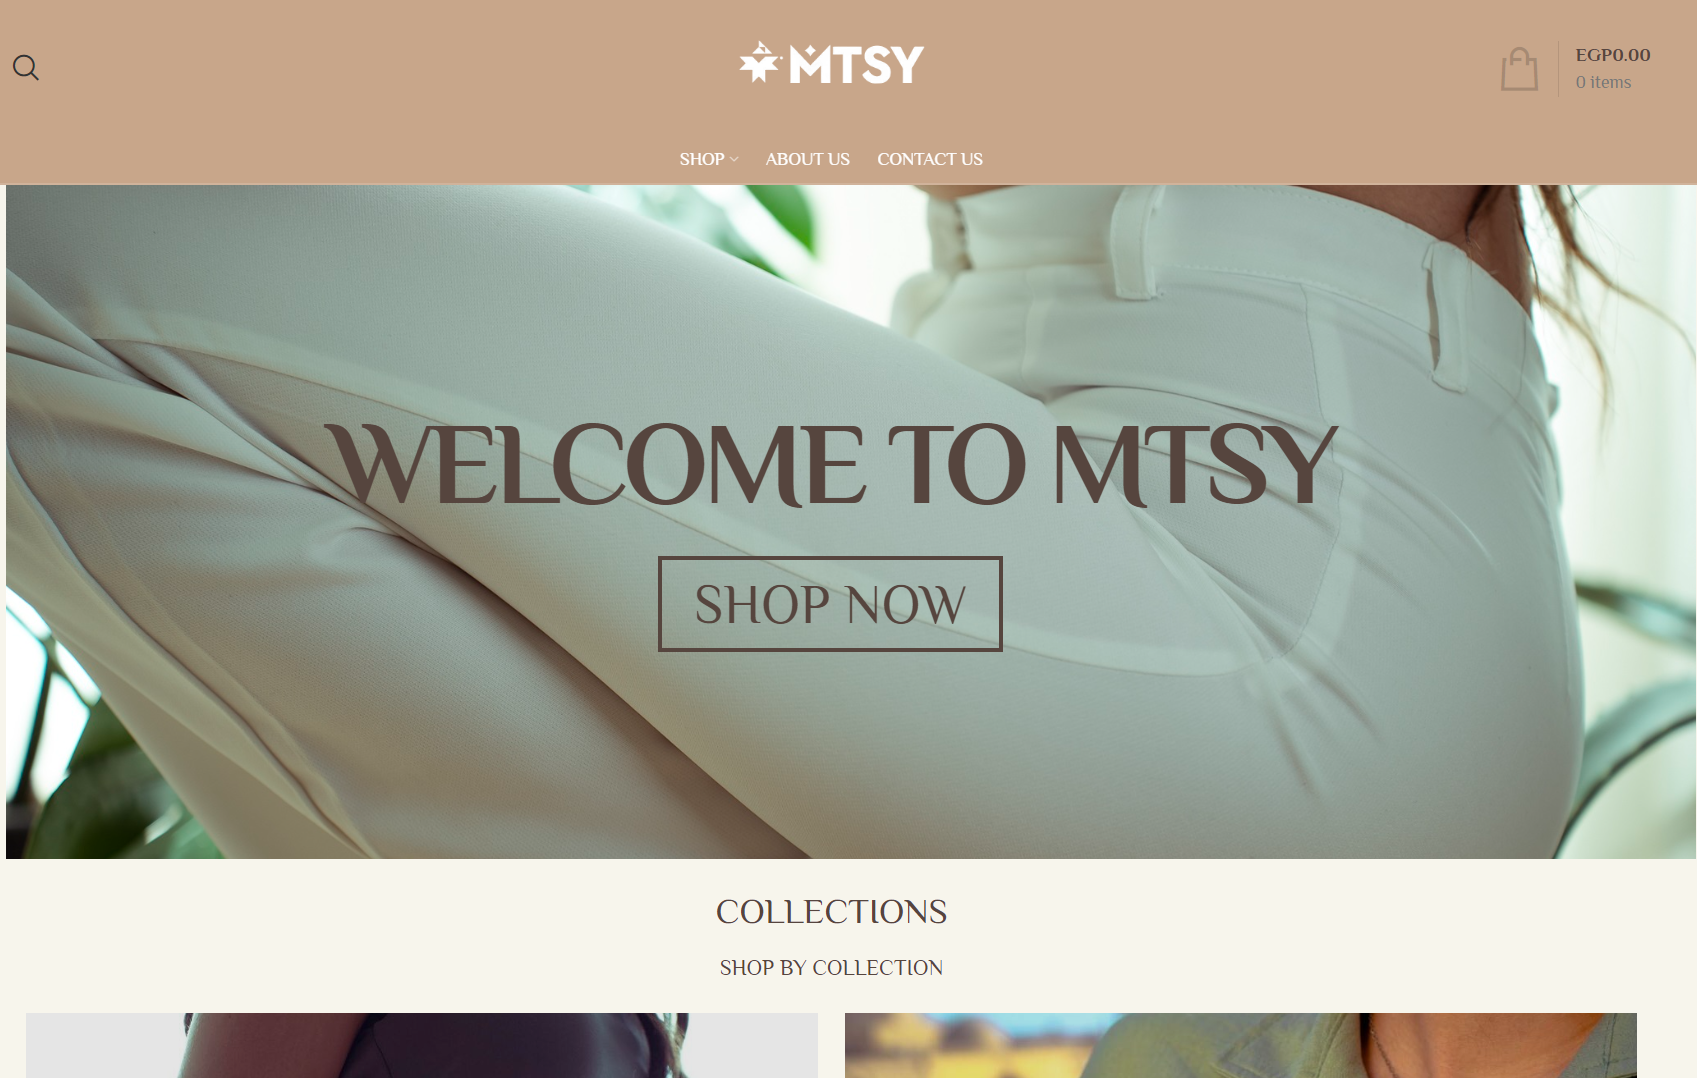 MTSY
EGP0.00
0 items
SHOP
ABOUT US
CONTACT US
WELCOME TO MTSY
SHOP NOW
COLLECTIONS
SHOP BY COLLECTION